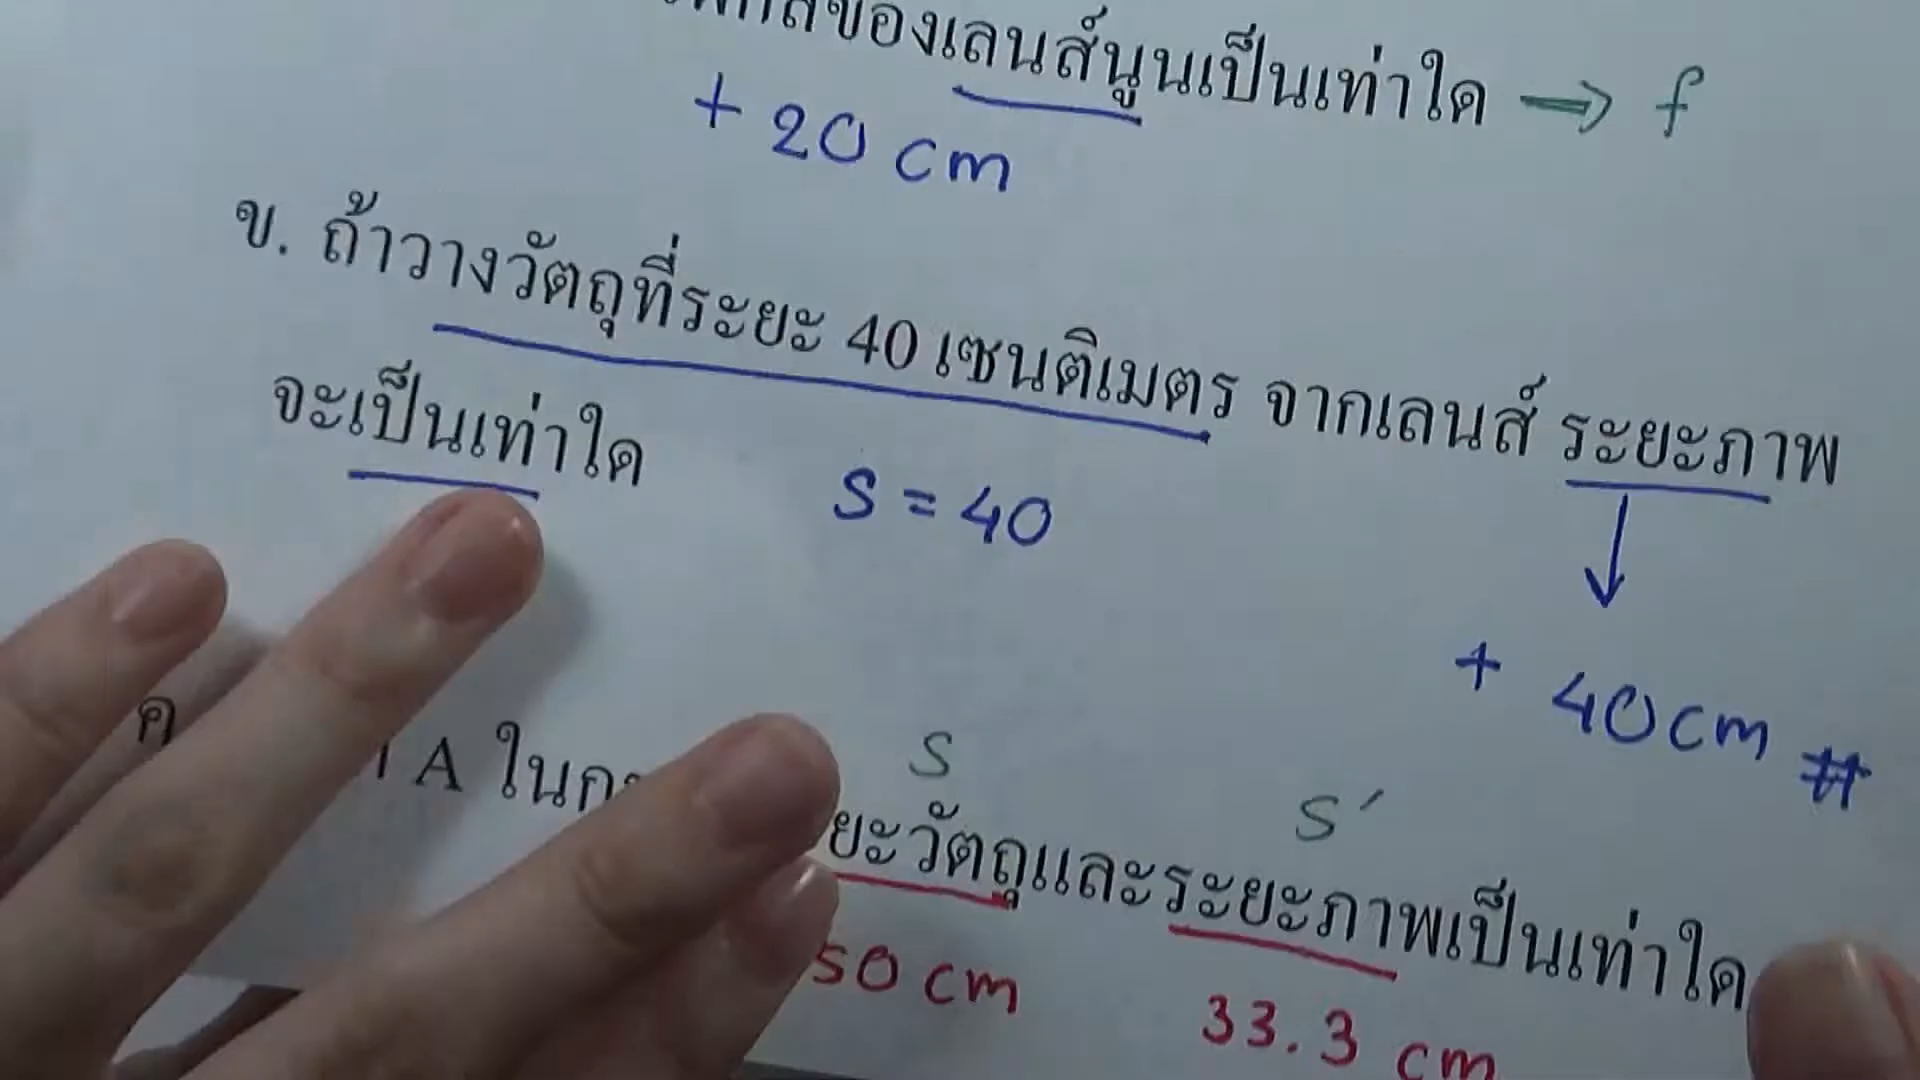 ของเลนส์นูนเป็นเท่าใด → f
+ 20 cm
ข. ถ้าวางวัตถุที่ระยะ 40 เซนติเมตร จากเลนส์ ระยะภาพ
จะเป็นเท่าใด
S = 40
+ 40 cm #
S S′
ค A ใน ยะวัตถุและระยะภาพเป็นเท่าใด
50 cm 33.3 cm